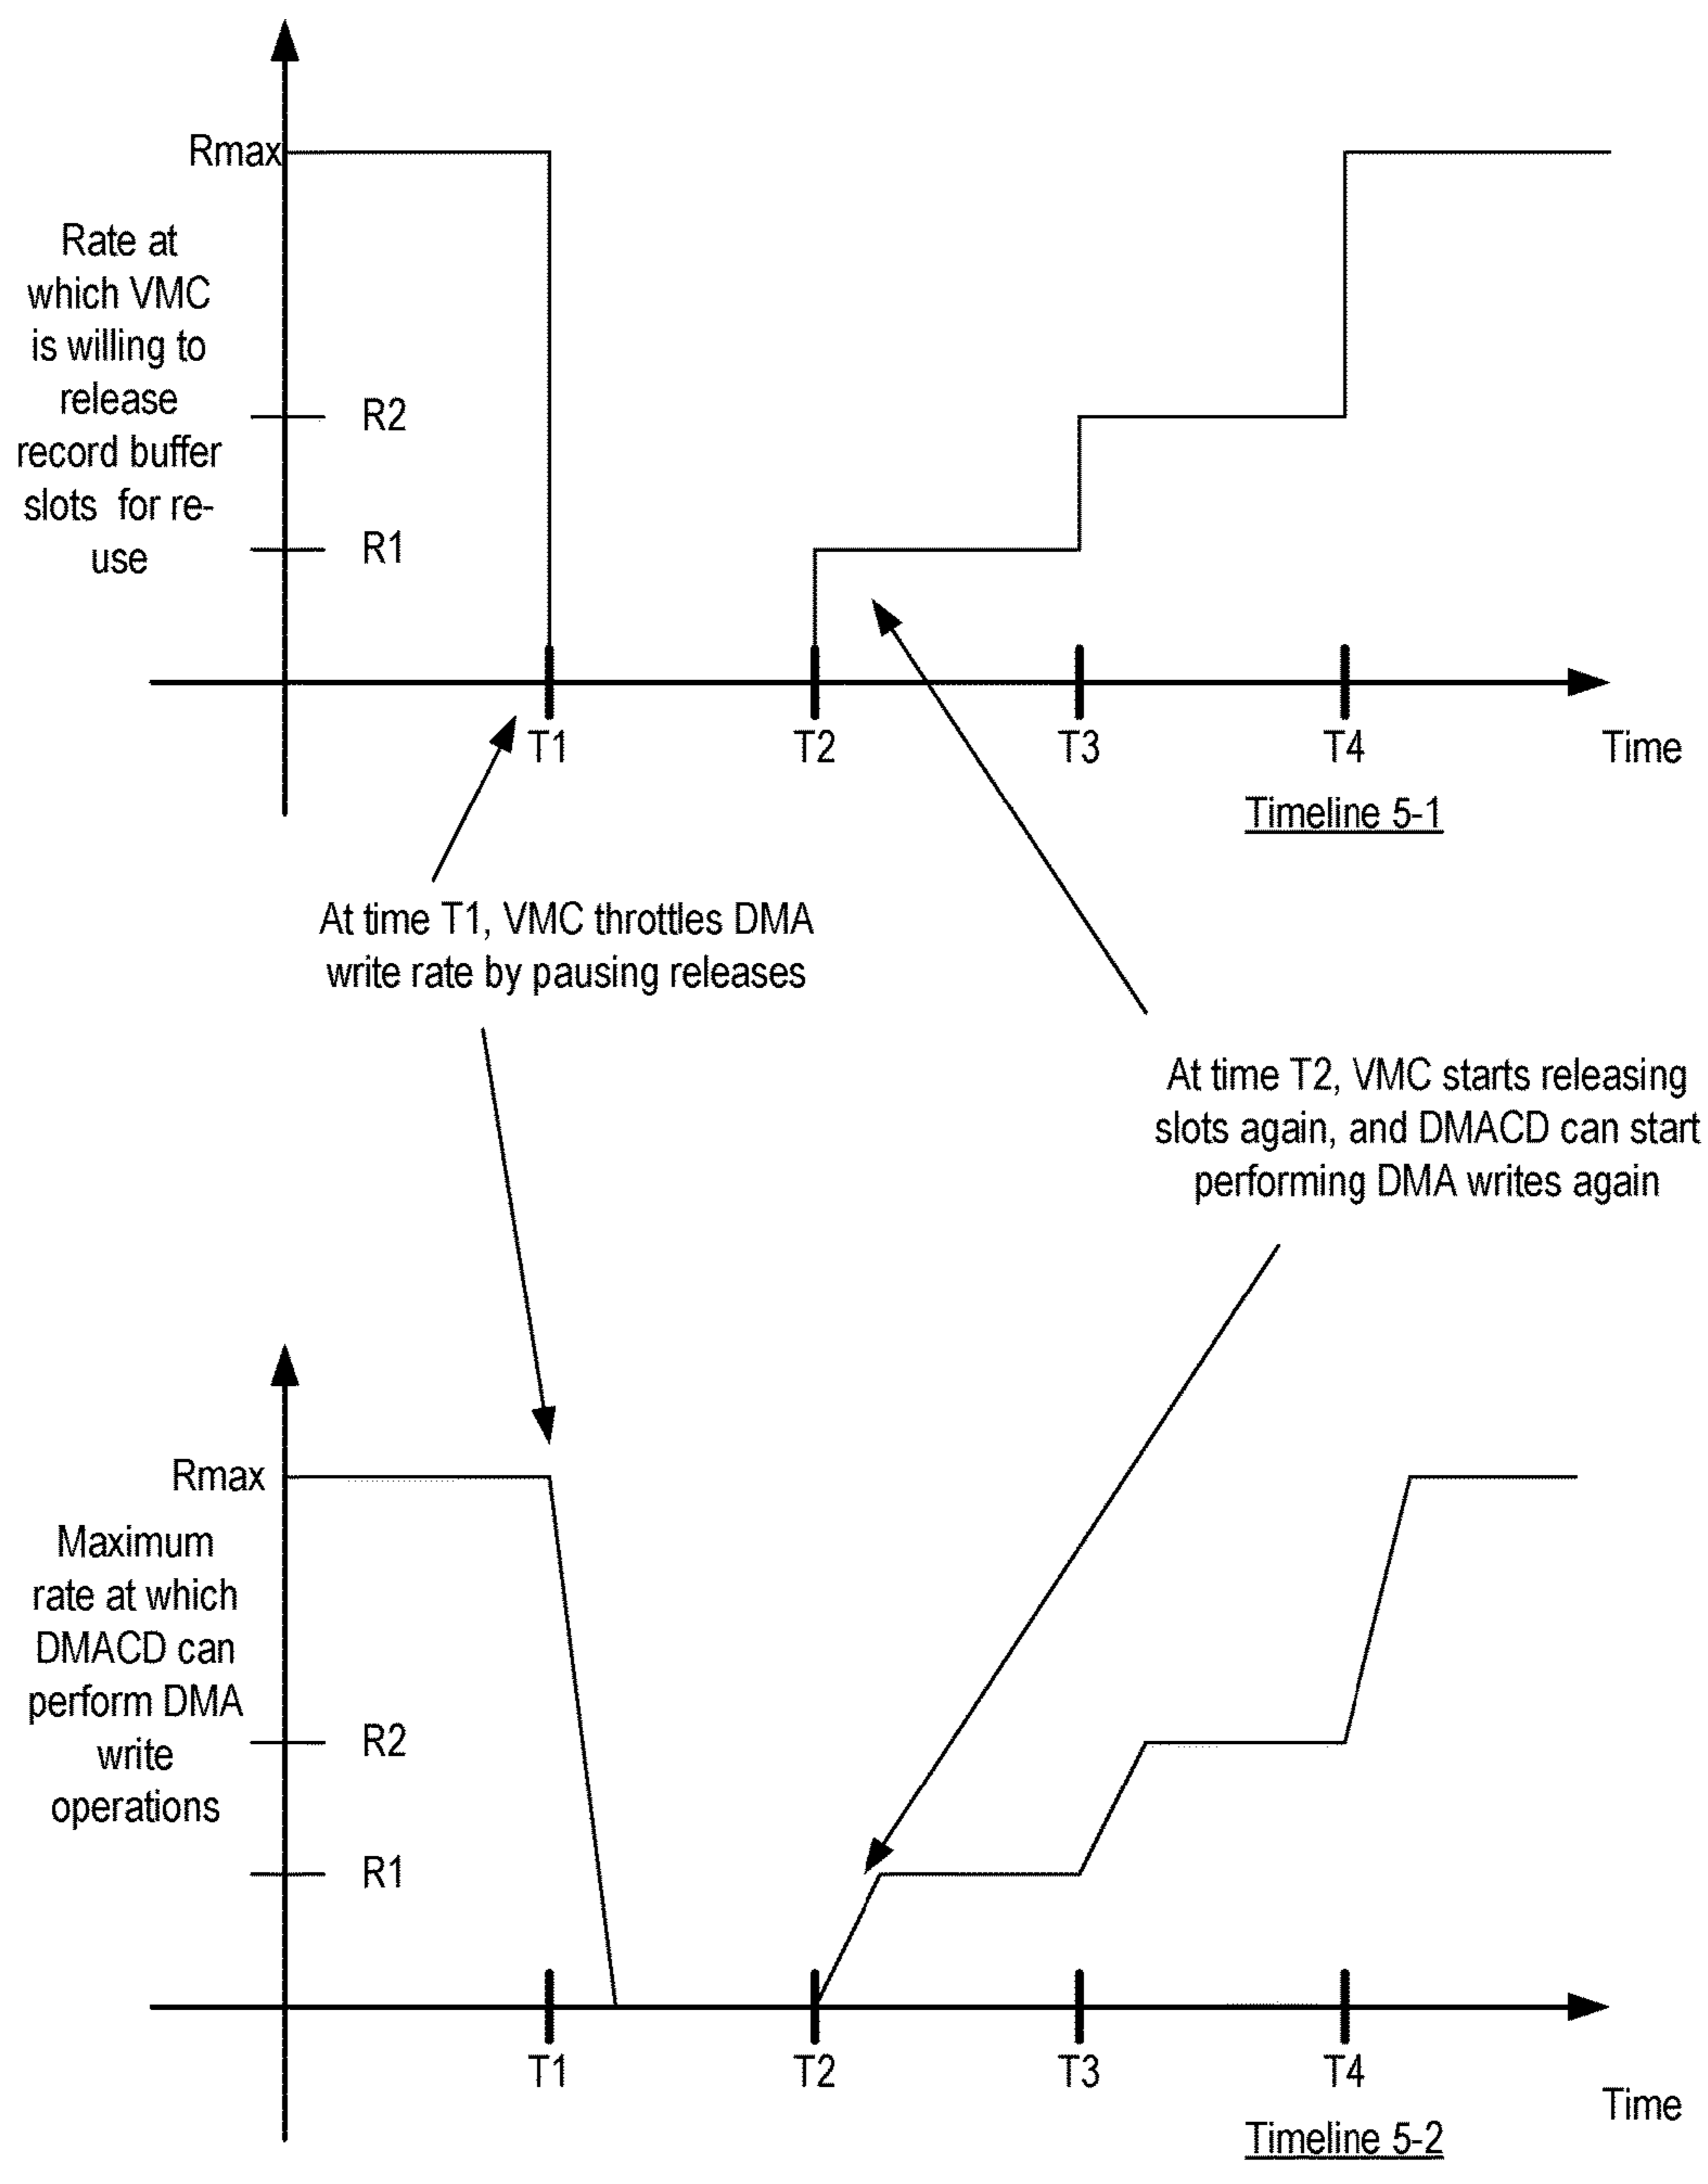 Rmax
Rate at
which VMC
is willing to
release
record buffer
slots for re-
use
R2
R1
T1
T2
T3
T4
Time
Timeline 5-1
At time T1, VMC throttles DMA
write rate by pausing releases
At time T2, VMC starts releasing
slots again, and DMACD can start
performing DMA writes again
Rmax
Maximum
rate at which
DMACD can
perform DMA
write
operations
R2
R1
T1
T2
T3
T4
Time
Timeline 5-2